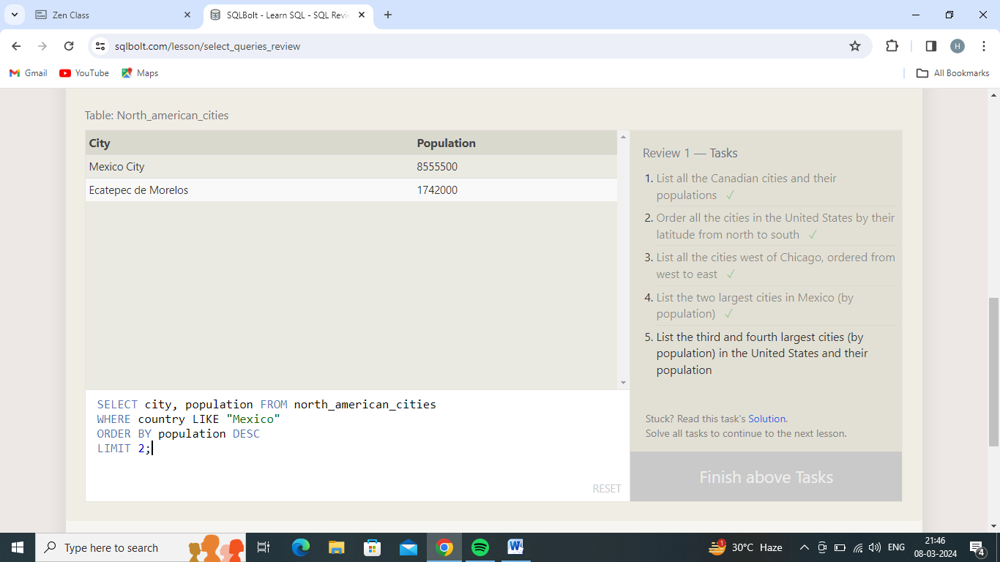 Zen Class
SQLBolt - Learn SQL - SQL Revie
sqlbolt.com/lesson/select_queries_review
H
Gmail
YouTube
Maps
All Bookmarks
Table: North_american_cities
City Population
Mexico City 8555500
Ecatepec de Morelos 1742000
SELECT city, population FROM north_american_cities
WHERE country LIKE "Mexico"
ORDER BY population DESC
LIMIT 2;
RESET
Review 1 — Tasks
1. List all the Canadian cities and their
populations ✓
2. Order all the cities in the United States by their
latitude from north to south ✓
3. List all the cities west of Chicago, ordered from
west to east ✓
4. List the two largest cities in Mexico (by
population) ✓
5. List the third and fourth largest cities (by
population) in the United States and their
population
Stuck? Read this task's Solution.
Solve all tasks to continue to the next lesson.
Finish above Tasks
Type here to search
W
1
30°C Haze
ENG
21:46
08-03-2024
4